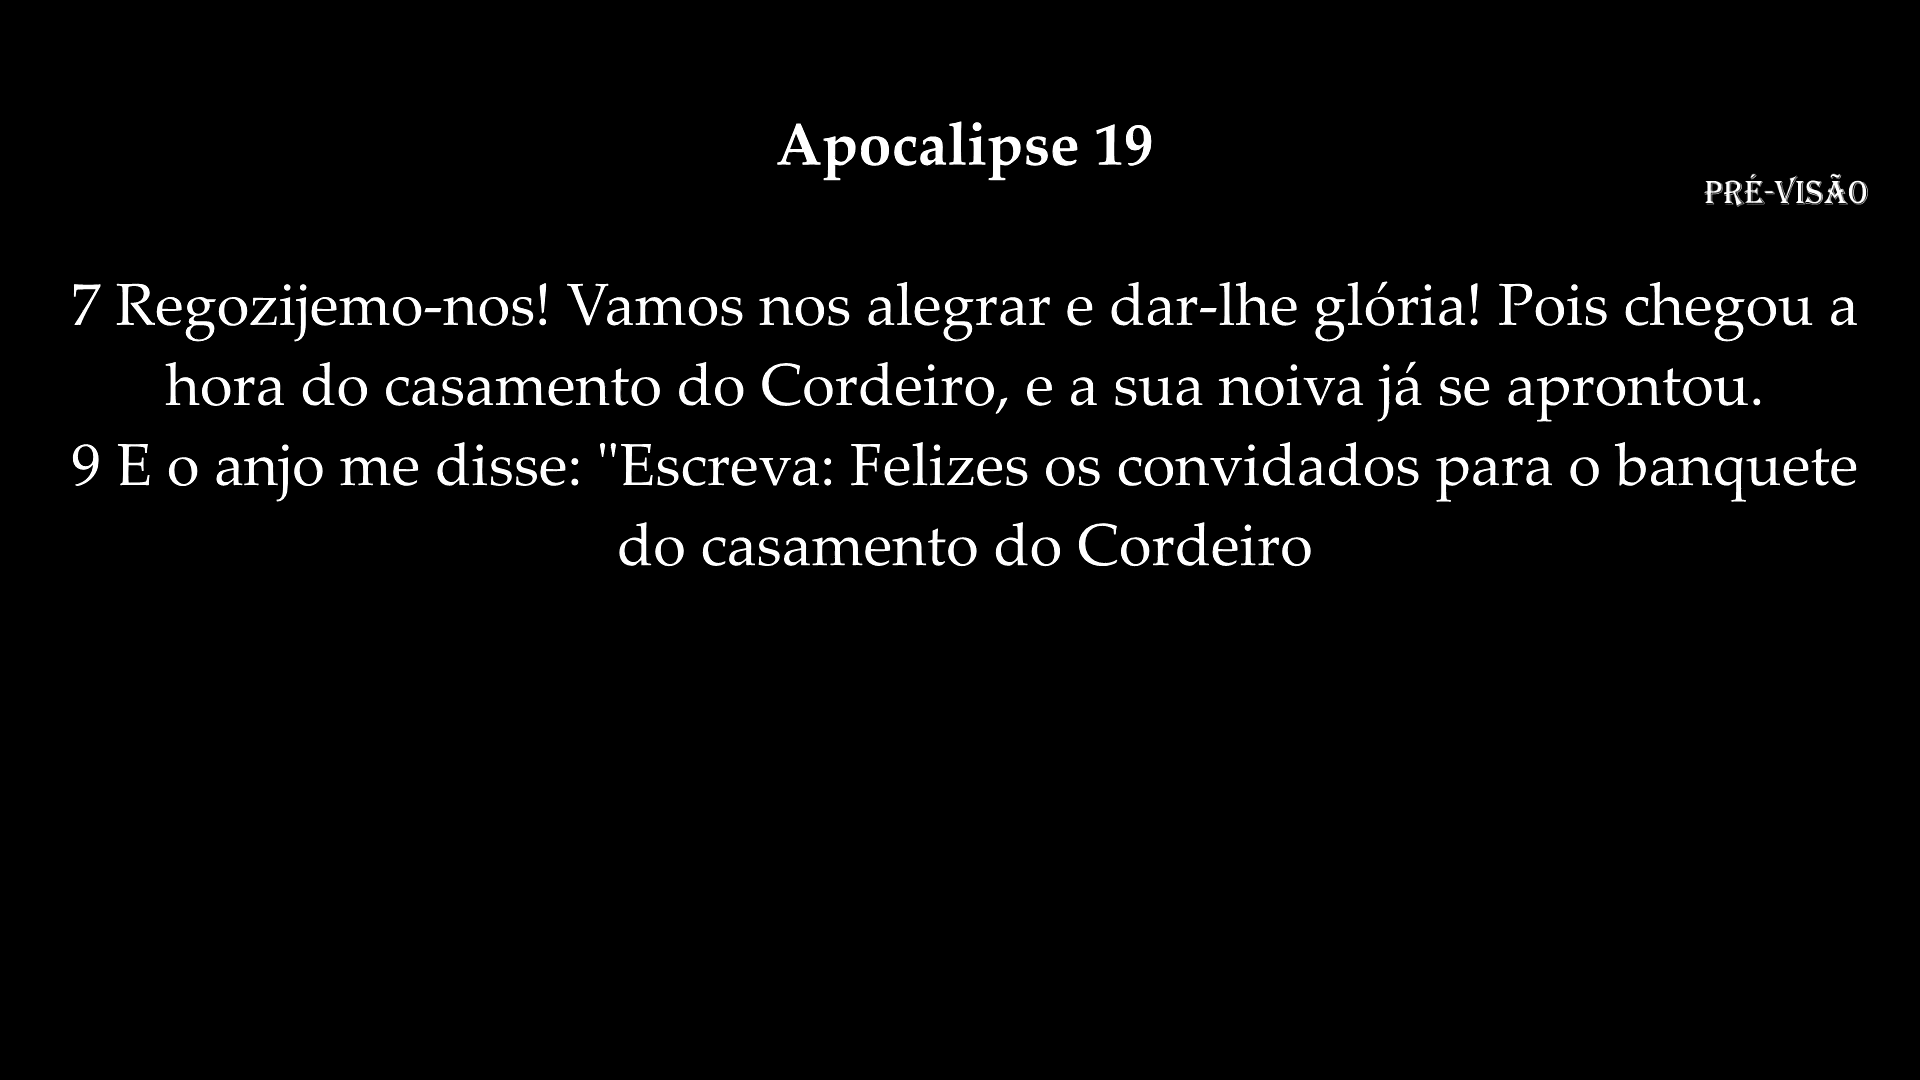 Apocalipse 19
PRÉ-VISÃO
7 Regozijemo-nos! Vamos nos alegrar e dar-lhe glória! Pois chegou a
hora do casamento do Cordeiro, e a sua noiva já se aprontou.
9 E o anjo me disse: "Escreva: Felizes os convidados para o banquete
do casamento do Cordeiro